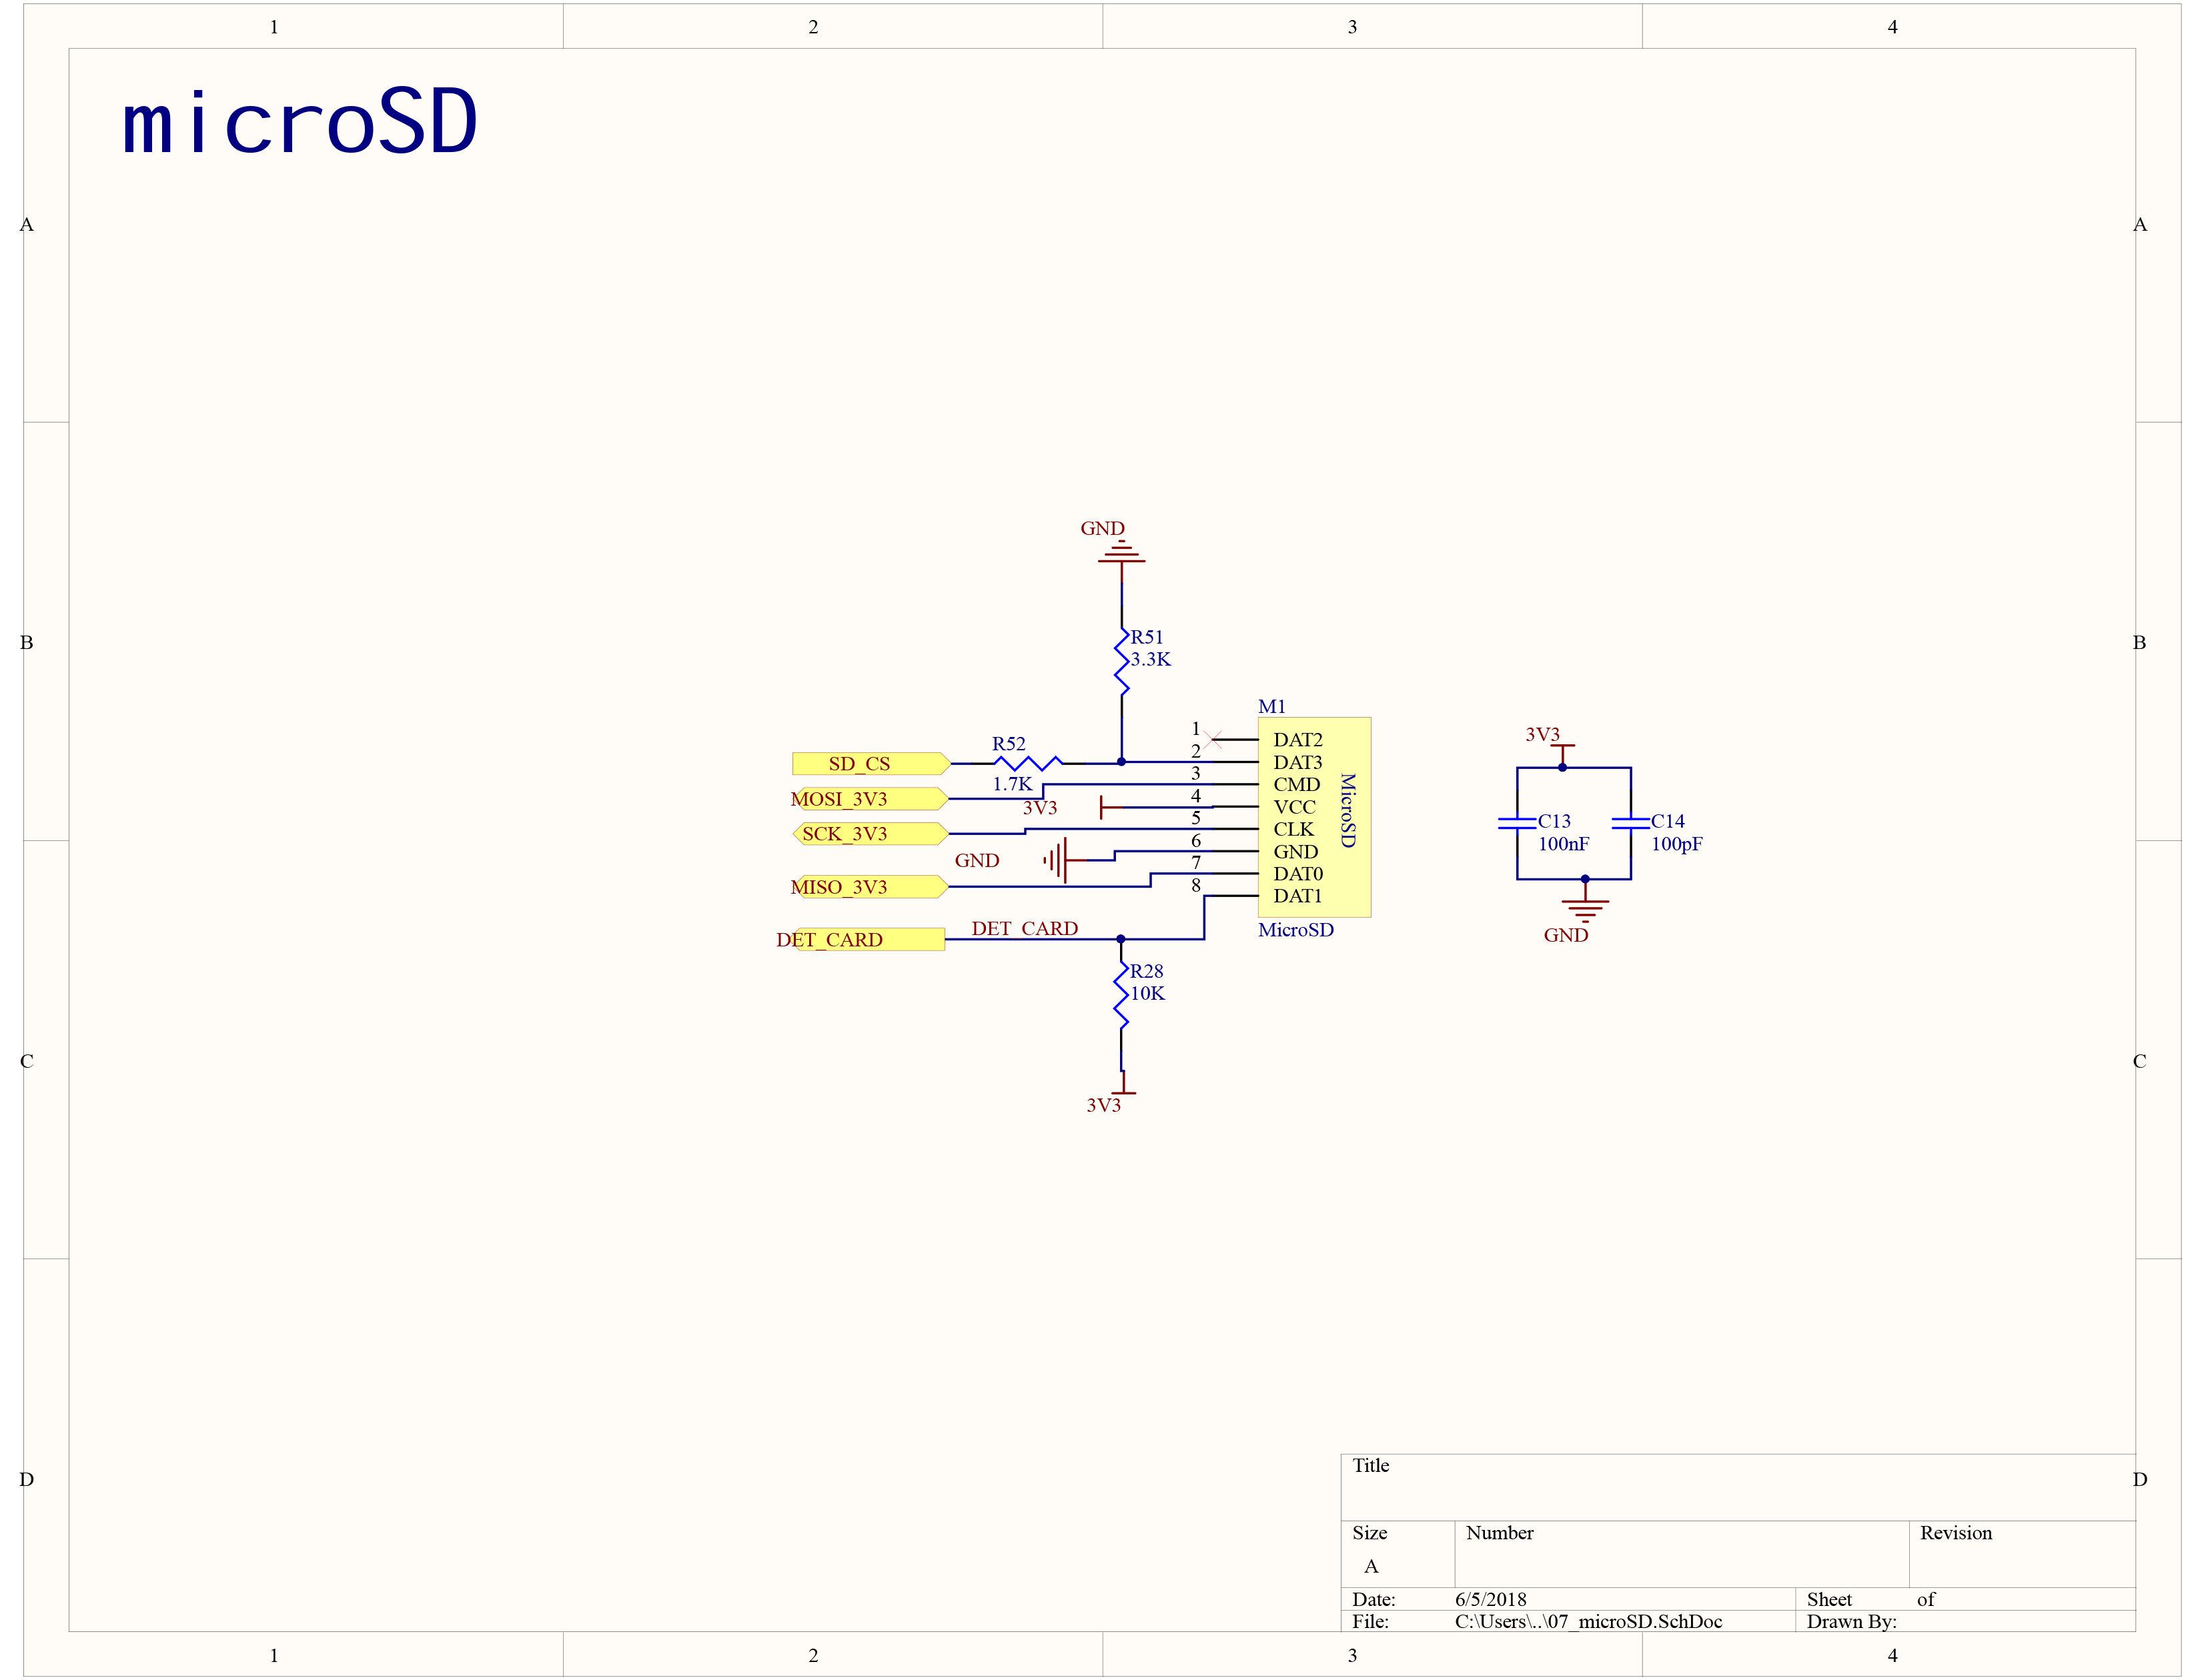 1 2 3 4
microSD
A A
GND
B B
R51
3.3K
M1
1
DAT2
3V3
R52
2
SD_CS
DAT3
3
1.7K
CMD
MicroSD
MOSI_3V3
4
3V3
VCC
5
C13
C14
SCK_3V3
CLK
6
100nF
100pF
GND
GND
7
MISO_3V3
DAT0
8
DAT1
DET_CARD
DET_CARD
MicroSD
GND
R28
10K
C C
3V3
Title
D D
Size
Number
Revision
A
Date: 6/5/2018
Sheet of
File: C:\Users\..\07_microSD.SchDoc
Drawn By:
1 2 3 4